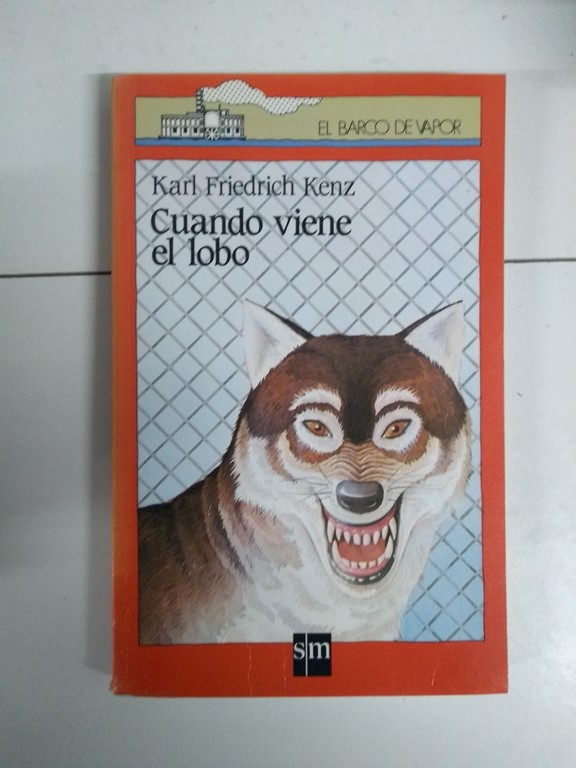 EL BARCO DE VAPOR
Karl Friedrich Kenz
Cuando viene
el lobo
sm